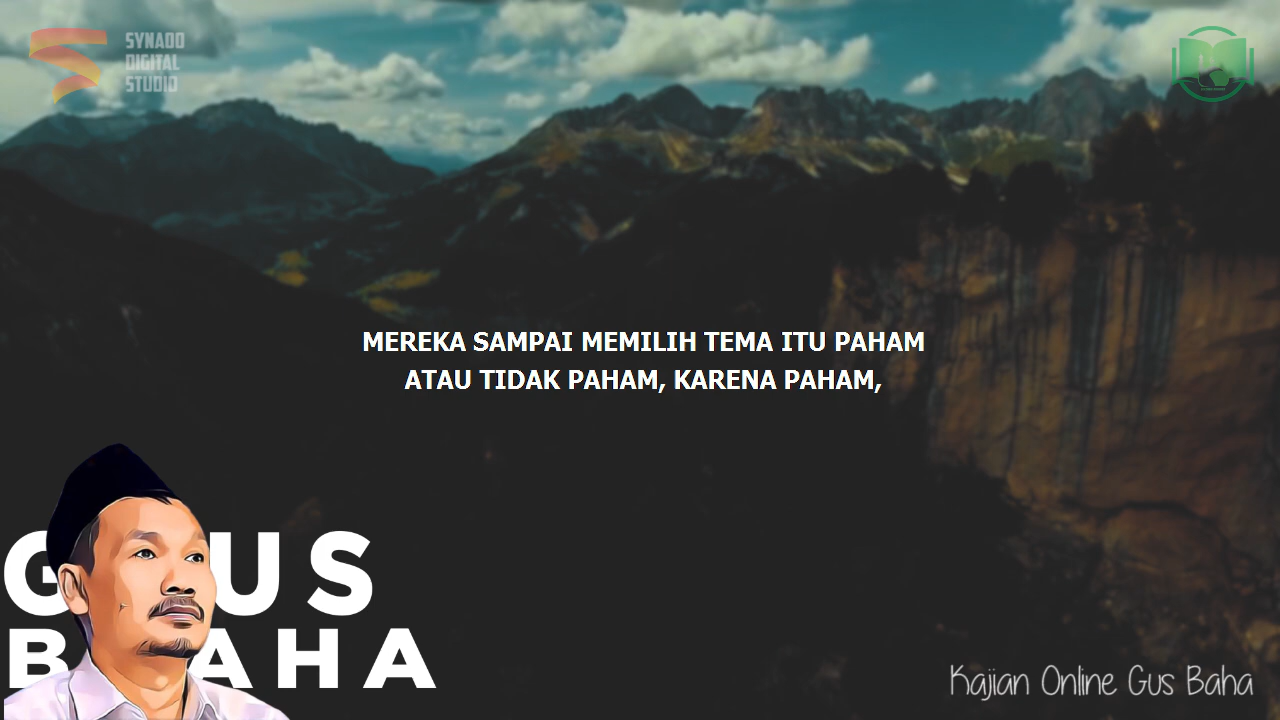 SYNADO
DIGITAL
STUDIO
MEREKA SAMPAI MEMILIH TEMA ITU PAHAM
ATAU TIDAK PAHAM, KARENA PAHAM,
GUS
BAHA
Kajian Online Gus Baha